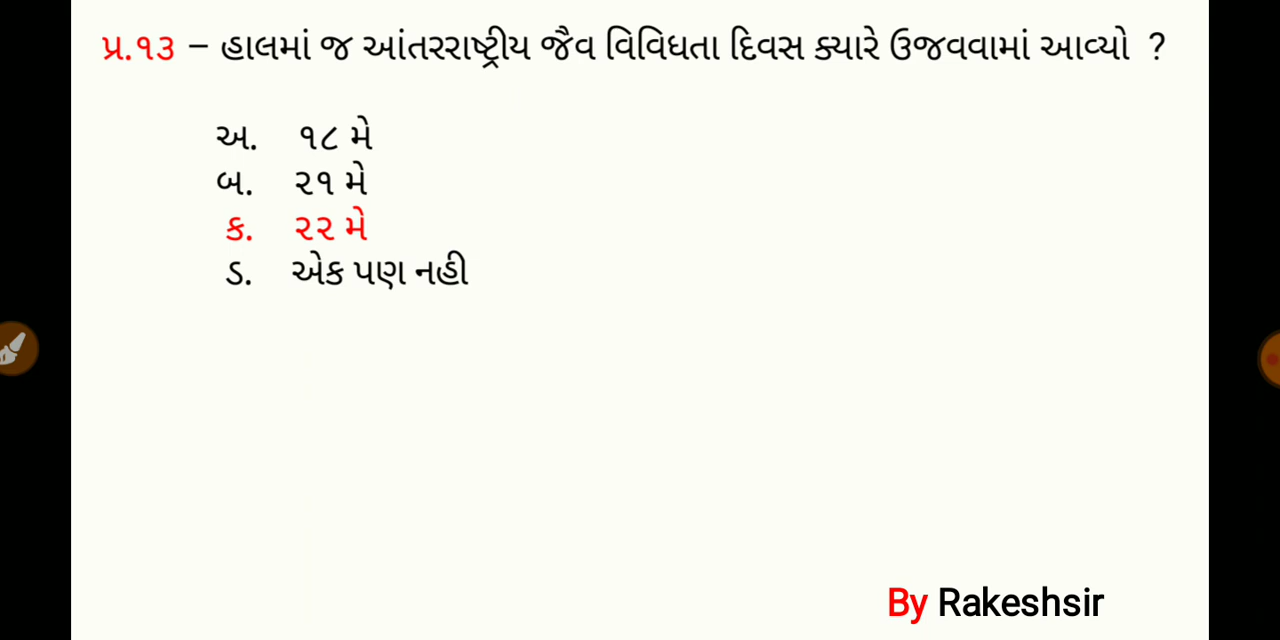 પ્ર.૧૩ – હાલમાં જ આંતરરાષ્ટ્રીય જૈવ વિવિધતા દિવસ ક્યારે ઉજવવામાં આવ્યો ?
અ. ૧૮ મે
બ. ૨૧ મે
ક. ૨૨ મે
ડ. એક પણ નહી
By Rakeshsir